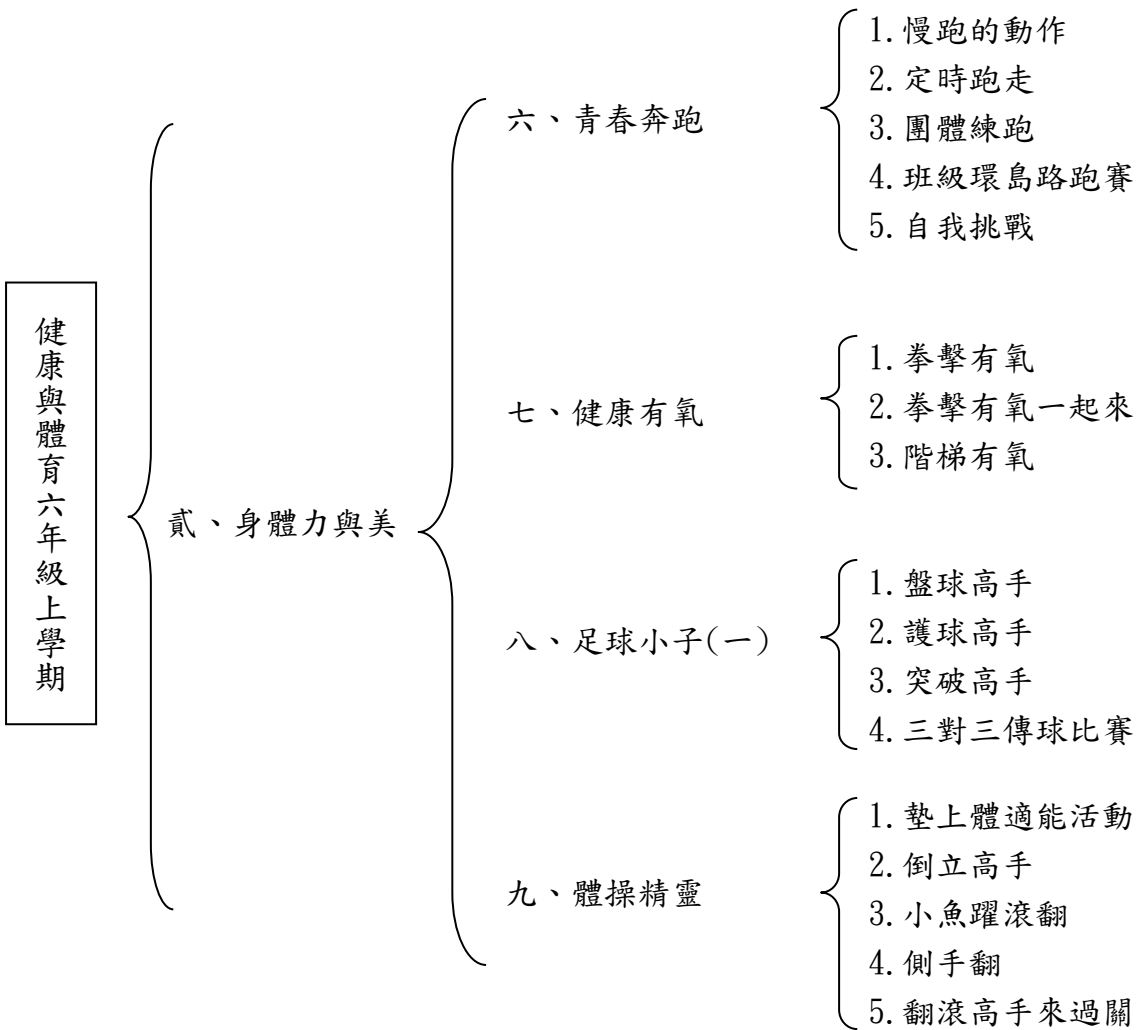 健康與體育六年級上學期
貳、身體力與美
六、青春奔跑
1.慢跑的動作
2.定時跑走
3.團體練跑
4.班級環島路跑賽
5.自我挑戰
七、健康有氧
1.拳擊有氧
2.拳擊有氧一起來
3.階梯有氧
八、足球小子(一)
1.盤球高手
2.護球高手
3.突破高手
4.三對三傳球比賽
九、體操精靈
1.墊上體適能活動
2.倒立高手
3.小魚躍滾翻
4.側手翻
5.翻滾高手來過關